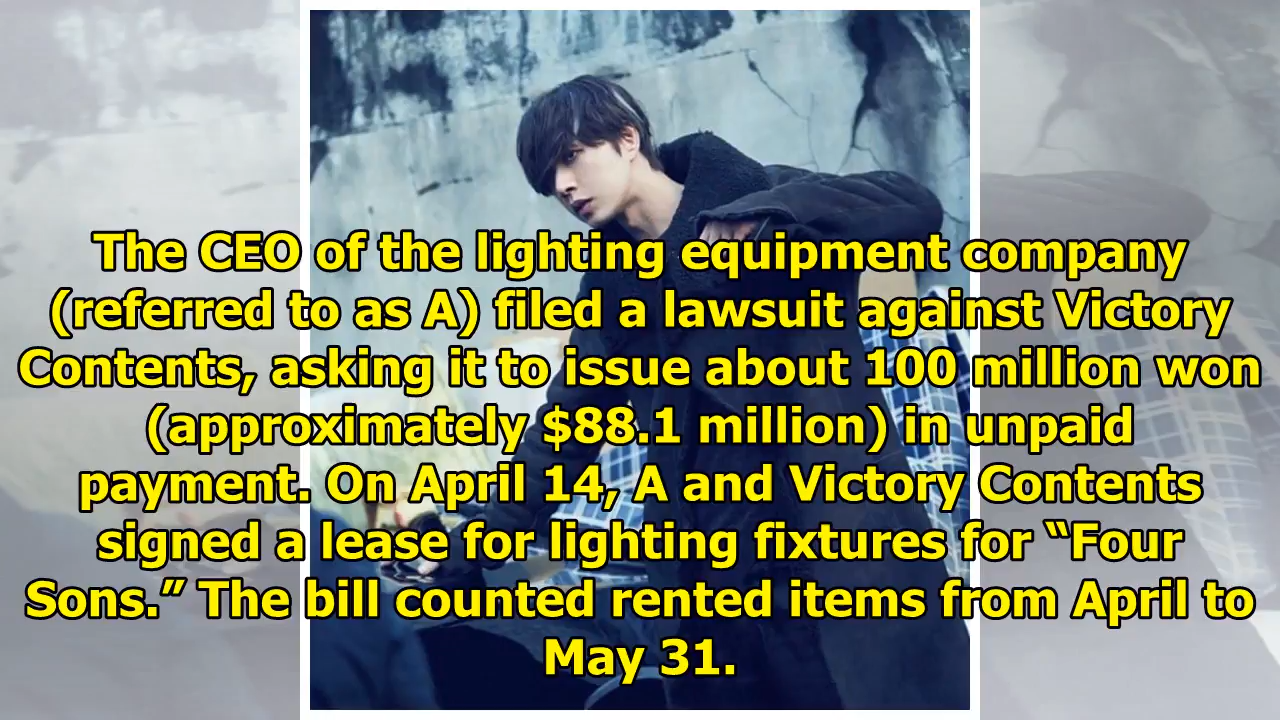 The CEO of the lighting equipment company
(referred to as A) filed a lawsuit against Victory
Contents, asking it to issue about 100 million won
(approximately $88.1 million) in unpaid
payment. On April 14, A and Victory Contents
signed a lease for lighting fixtures for “Four
Sons.” The bill counted rented items from April to
May 31.